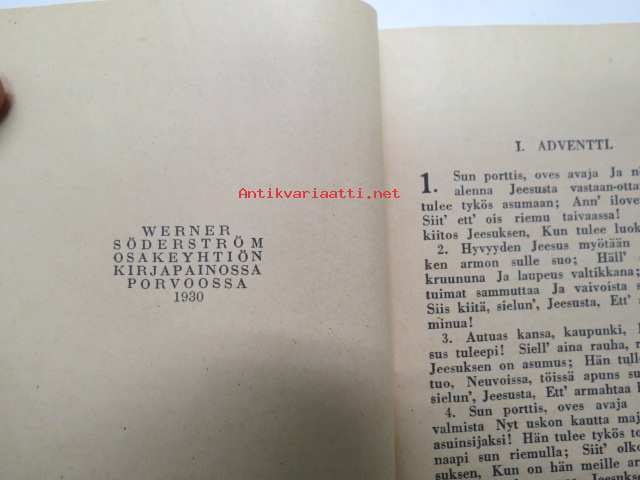 WERNER
SÖDERSTRÖM
OSAKEYHTIÖN
KIRJAPAINOSSA
PORVOOSSA
1930
Antikvariaatti.net
I. ADVENTTI.
1. Sun porttis, oves avaja Ja
alenna Jeesusta vastaan-otta
tulee tykös asumaan; Ann' ilove
Siit' ett' ois riemu taivaassa!
kiitos Jeesuksen, Kun tulee luok
2. Hyvyyden Jeesus myötään
ken armon sulle suo; Häll'
kruununa Ja laupeus valtikkana;
tuimat sammuttaa Ja vaivoista s
Siis kiitä, sielun', Jeesusta, Ett'
minua!
3. Autuas kansa, kaupunki,
sus tuleepi! Siell' aina rauha,
Jeesuksen on asumus; Hän tull
tuo, Neuvoissa, töissä apuns su
sielun', Jeesusta, Ett' armahtaa
4. Sun porttis, oves avaja
valmista Nyt uskon kautta maj
asuinsijaksi! Hän tulee tykös to
naapi sun riemulla; Siit' olko
suksen, Kun on hän meille ar